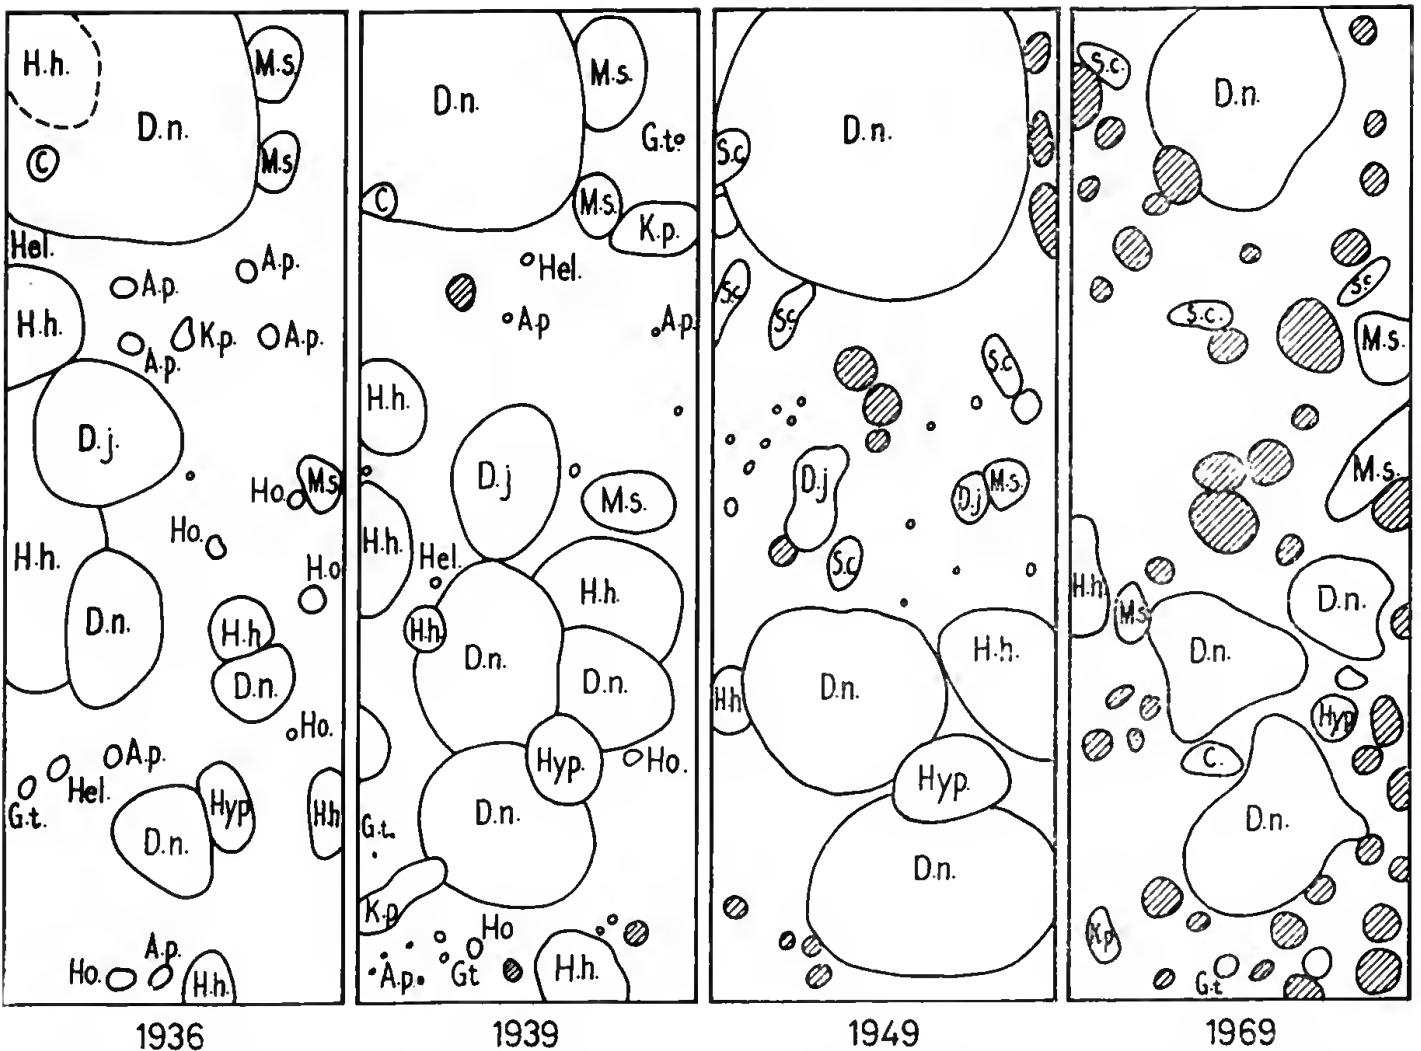 H.h.
M.s.
D.n.
C
M.s.
Hel.
A.p.
A.p.
H.h.
K.p.
A.p.
A.p.
D.j.
M.s.
Ho.
Ho.
H.h.
H.o
D.n.
H.h
D.n.
Ho.
A.p.
Hel.
G.t.
Hyp
H.h
D.n.
A.p.
Ho.
H.h.
1936
M.s.
D.n.
G.t.
C
M.s.
K.p.
Hel.
A.p
A.p.
H.h.
D.j
M.s.
H.h.
Hel.
H.h.
H.h.
D.n.
D.n.
Hyp.
Ho.
D.n.
G.t.
K.p.
Ho
A.p.
Gt
H.h.
1939
D.n.
S.c.
S.c.
S.c.
S.c
D.j
D.j
M.s.
S.c
H.h.
H.h
D.n.
Hyp.
D.n.
1949
S.c.
D.n.
S.c.
S.c.
M.s.
M.s.
H.h.
M.s
D.n.
D.n.
Hyp
C.
D.n.
K.p
G.t
1969